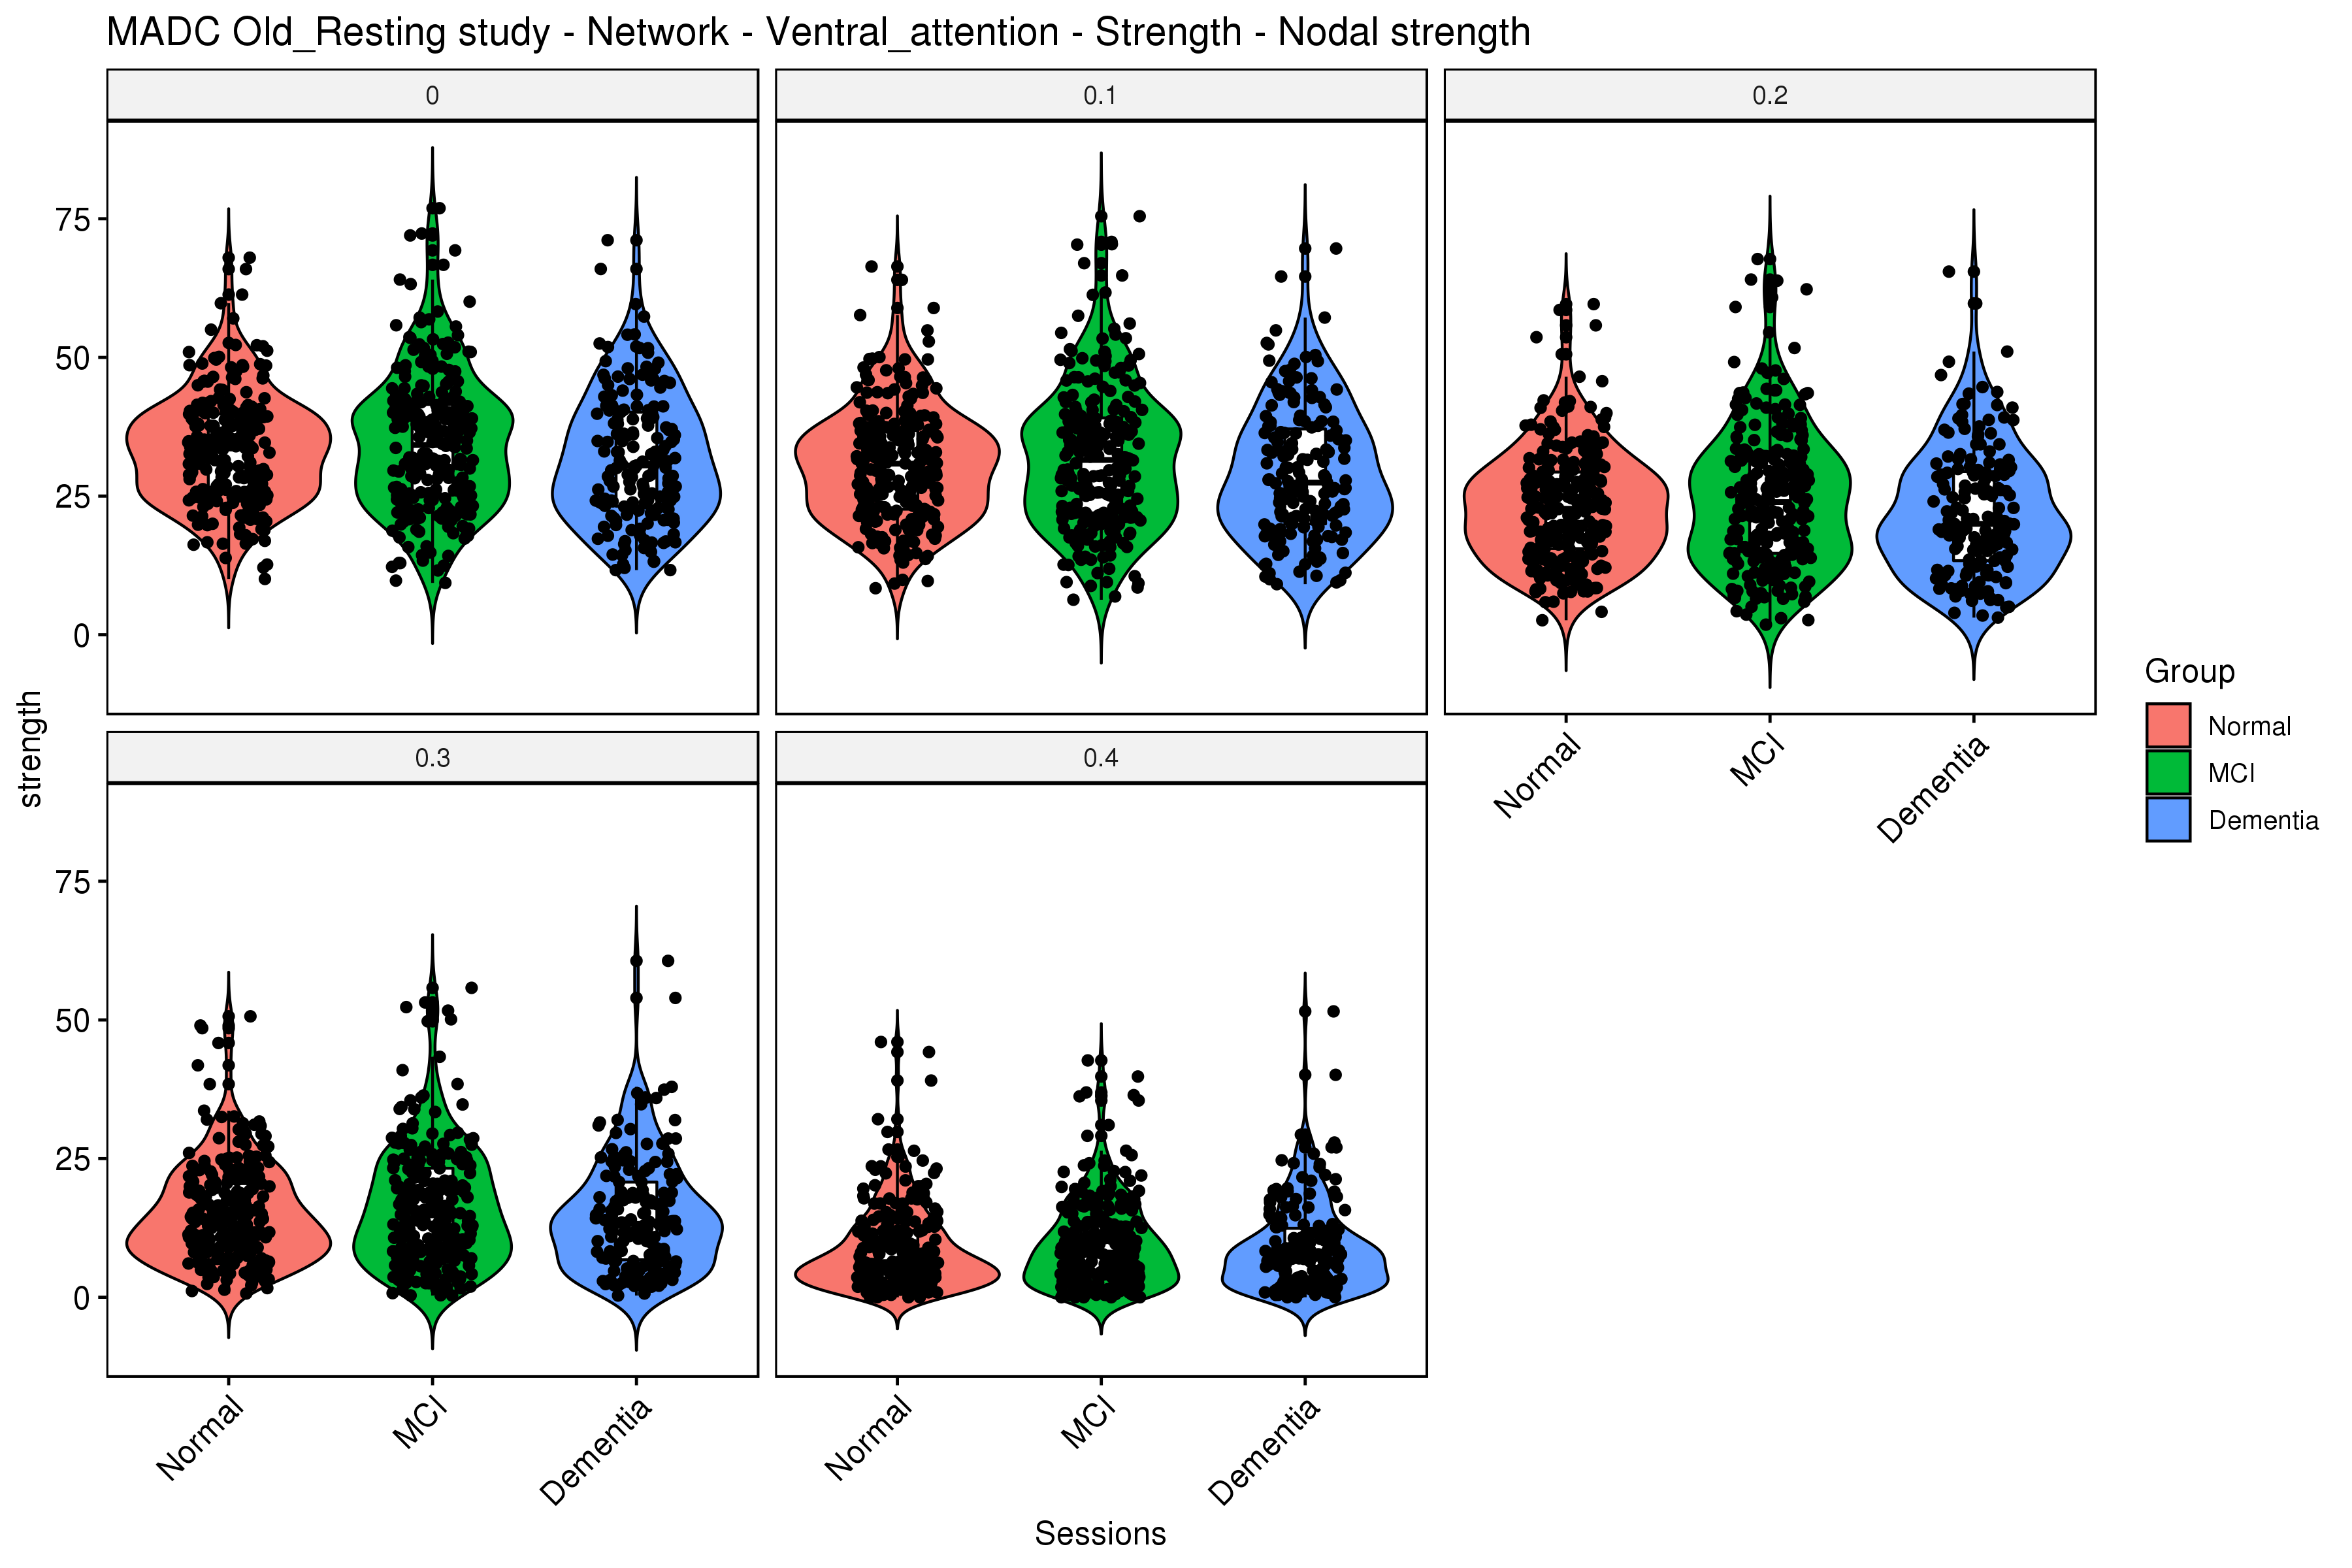 MADC Old_Resting study - Network - Ventral_attention - Strength - Nodal strength
0
0.1
0.2
75
50
25
0
Normal
MCI
Dementia
strength
Group
Normal
MCI
Dementia
0.3
0.4
75
50
25
0
Normal
MCI
Dementia
Normal
MCI
Dementia
Sessions